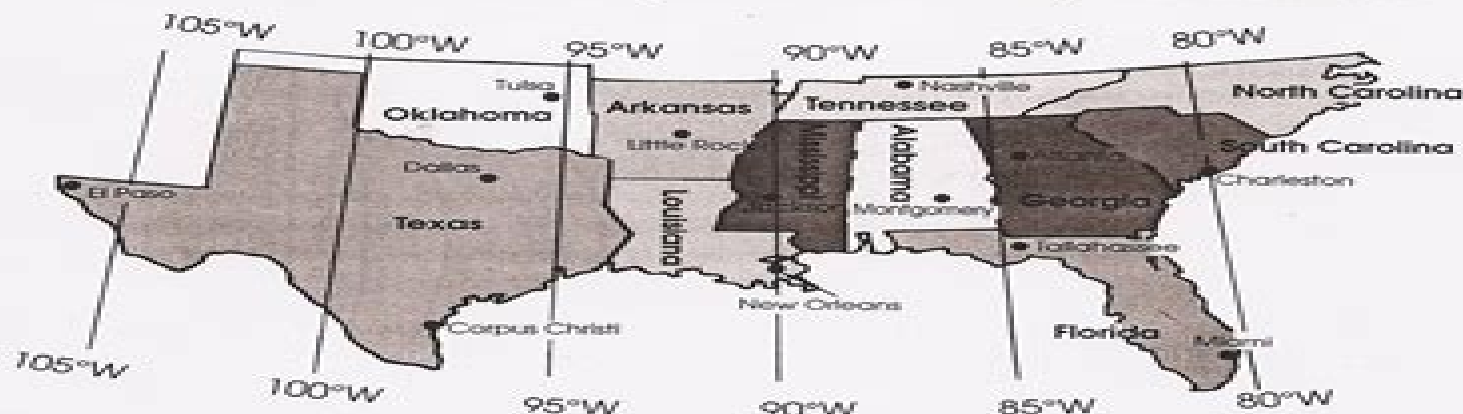 105°W 100°W 95°W 90°W 85°W 80°W
Tulsa
Nashville
Oklahoma
Arkansas
Tennessee
North Carolina
Little Rock
Alabama
Atlanta
South Carolina
Dallas
Charleston
El Paso
Texas
Louisiana
Montgomery
Georgia
Tallahassee
New Orleans
Corpus Christi
Florida
Miami
105°W 100°W 95°W 90°W 85°W 80°W